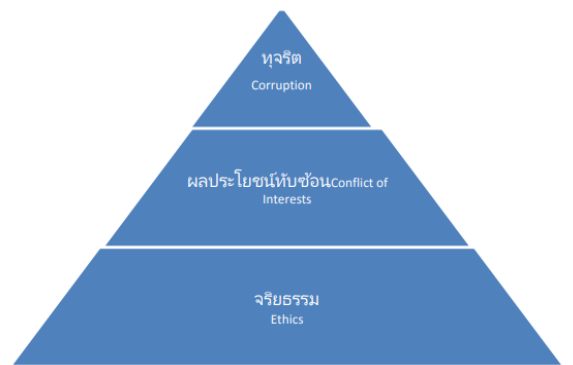 ทุจริต
Corruption
ผลประโยชน์ทับซ้อนConflict of
Interests
จริยธรรม
Ethics